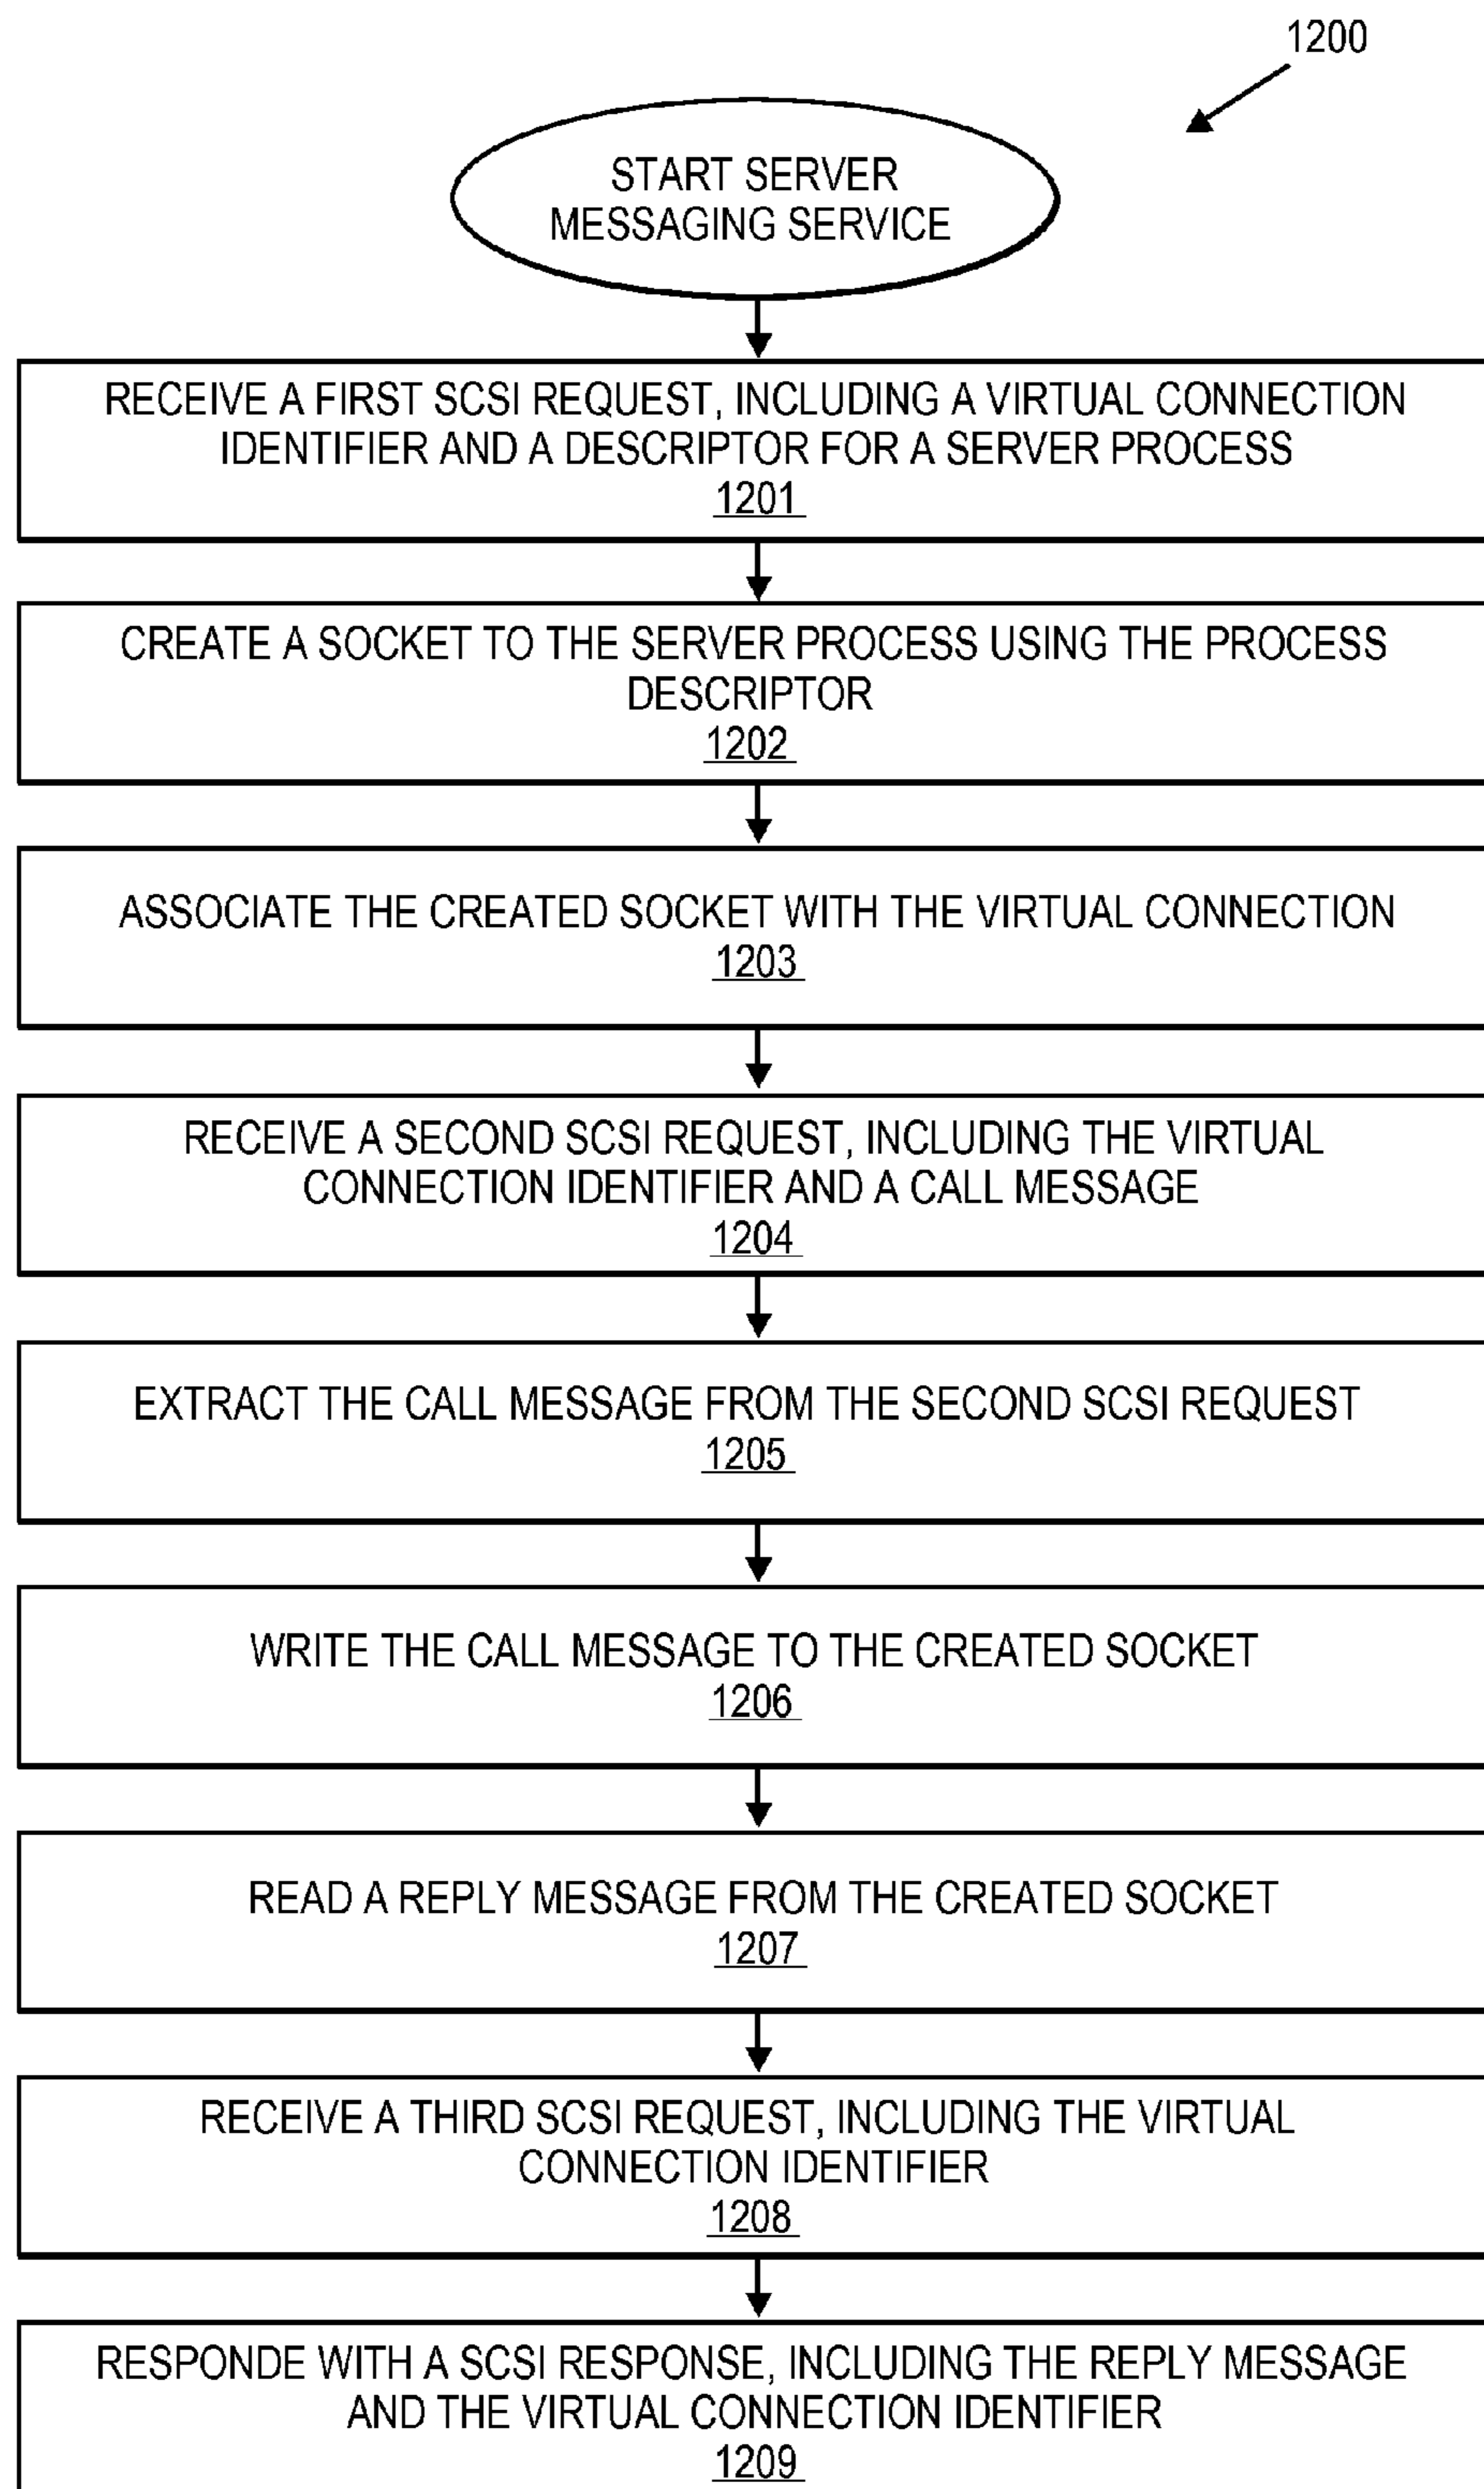 1200
START SERVER
MESSAGING SERVICE
RECEIVE A FIRST SCSI REQUEST, INCLUDING A VIRTUAL CONNECTION
IDENTIFIER AND A DESCRIPTOR FOR A SERVER PROCESS
1201
CREATE A SOCKET TO THE SERVER PROCESS USING THE PROCESS
DESCRIPTOR
1202
ASSOCIATE THE CREATED SOCKET WITH THE VIRTUAL CONNECTION
1203
RECEIVE A SECOND SCSI REQUEST, INCLUDING THE VIRTUAL
CONNECTION IDENTIFIER AND A CALL MESSAGE
1204
EXTRACT THE CALL MESSAGE FROM THE SECOND SCSI REQUEST
1205
WRITE THE CALL MESSAGE TO THE CREATED SOCKET
1206
READ A REPLY MESSAGE FROM THE CREATED SOCKET
1207
RECEIVE A THIRD SCSI REQUEST, INCLUDING THE VIRTUAL
CONNECTION IDENTIFIER
1208
RESPONDE WITH A SCSI RESPONSE, INCLUDING THE REPLY MESSAGE
AND THE VIRTUAL CONNECTION IDENTIFIER
1209